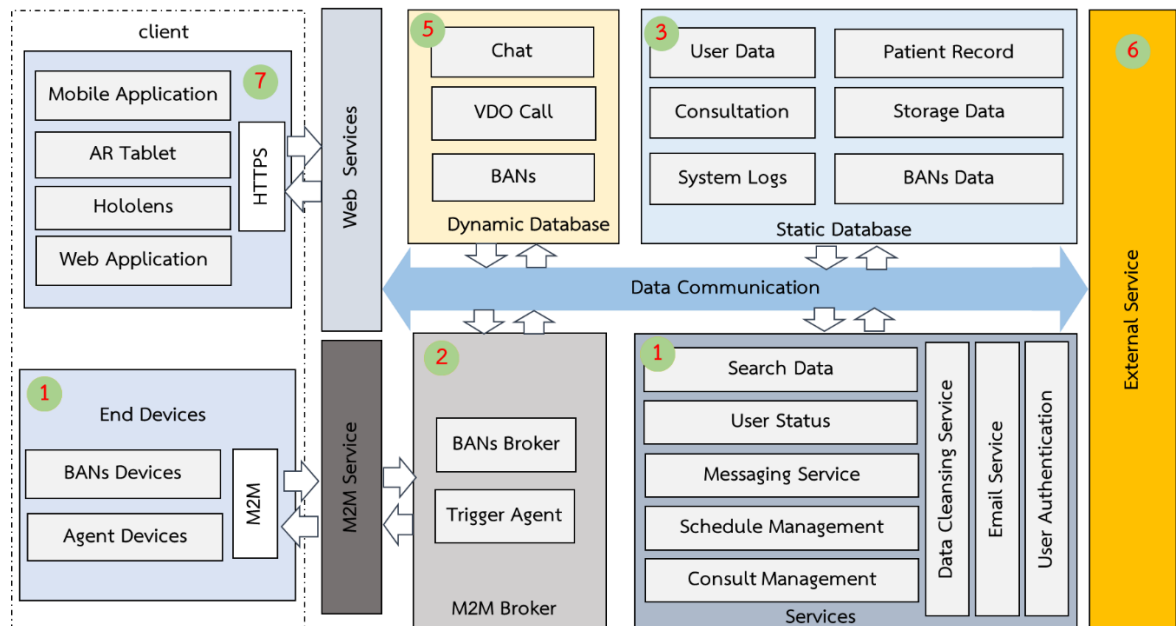 client
7
Mobile Application
AR Tablet
Hololens
Web Application
HTTPS
Web Services
5
Chat
VDO Call
BANs
Dynamic Database
3
User Data
Patient Record
Consultation
Storage Data
System Logs
BANs Data
Static Database
6
External Service
Data Communication
1
End Devices
BANs Devices
Agent Devices
M2M
M2M Service
2
BANs Broker
Trigger Agent
M2M Broker
1
Search Data
User Status
Messaging Service
Schedule Management
Consult Management
Data Cleansing Service
Email Service
User Authentication
Services